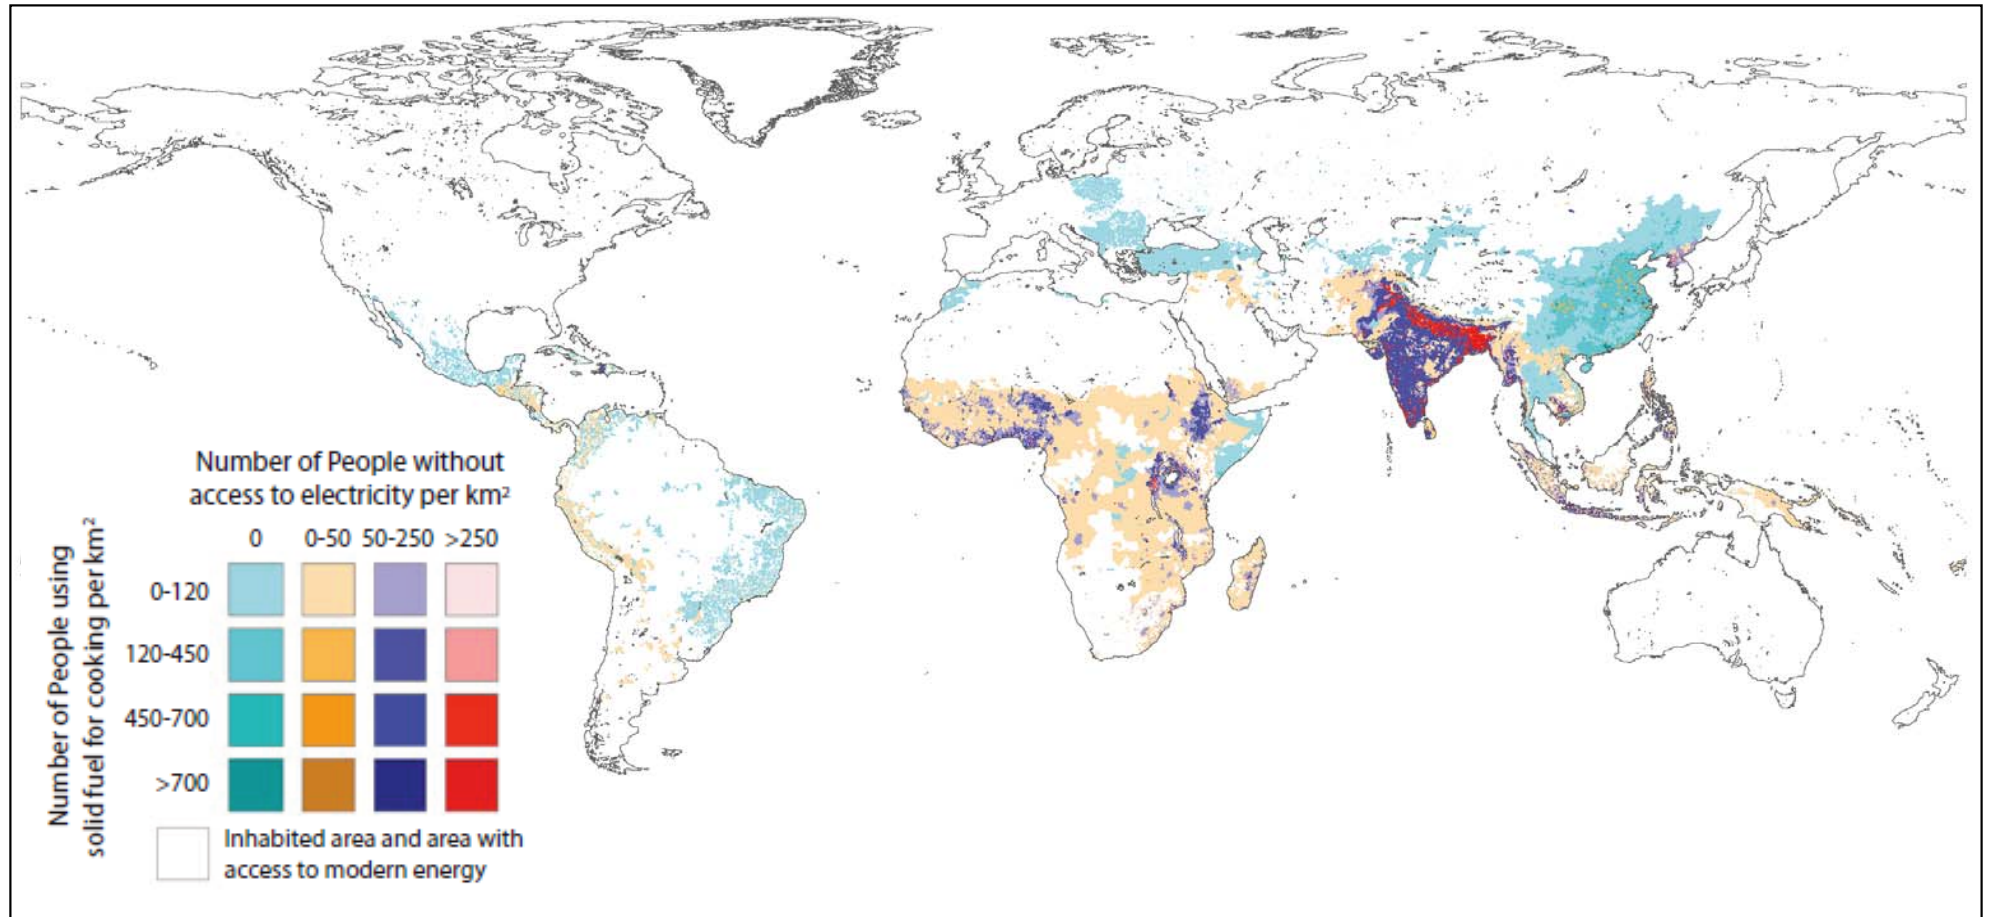 Number of People without
access to electricity per km²
0 0-50 50-250 >250
Number of People using
solid fuel for cooking per km²
0-120
120-450
450-700
>700
Inhabited area and area with
access to modern energy